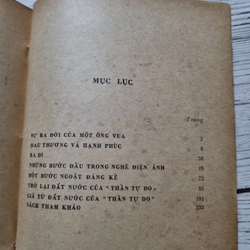 MỤC LỤC
Trang
SỰ RA ĐỜI CỦA MỘT ÔNG VUA
ĐAU THƯƠNG VÀ HẠNH PHÚC
RA ĐI
NHỮNG BƯỚC ĐẦU TRONG NGHỀ ĐIỆN ẢNH
MỘT BƯỚC NGOẶT ĐÁNG KỂ 72
TRỞ LẠI ĐẤT NƯỚC CỦA "THẦN TỰ DO"
GIÃ TỪ ĐẤT NƯỚC CỦA "THẦN TỰ DO"
SÁCH THAM KHẢO